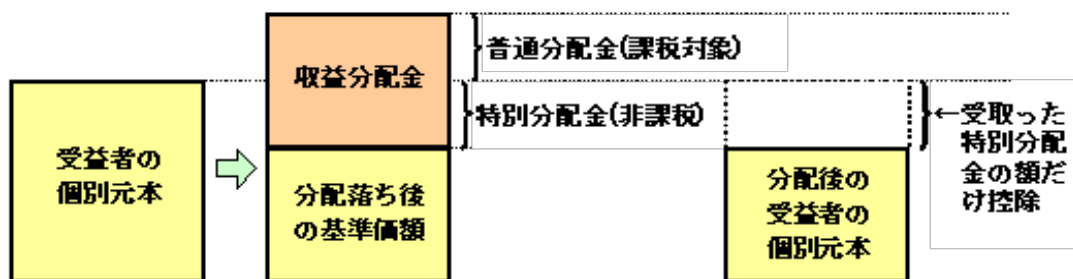 普通分配金(課税対象)
収益分配金
特別分配金(非課税)
←受取った
特別分配
金の額だ
け控除
受益者の
個別元本
分配落ち後
の基準価額
分配後の
受益者の
個別元本